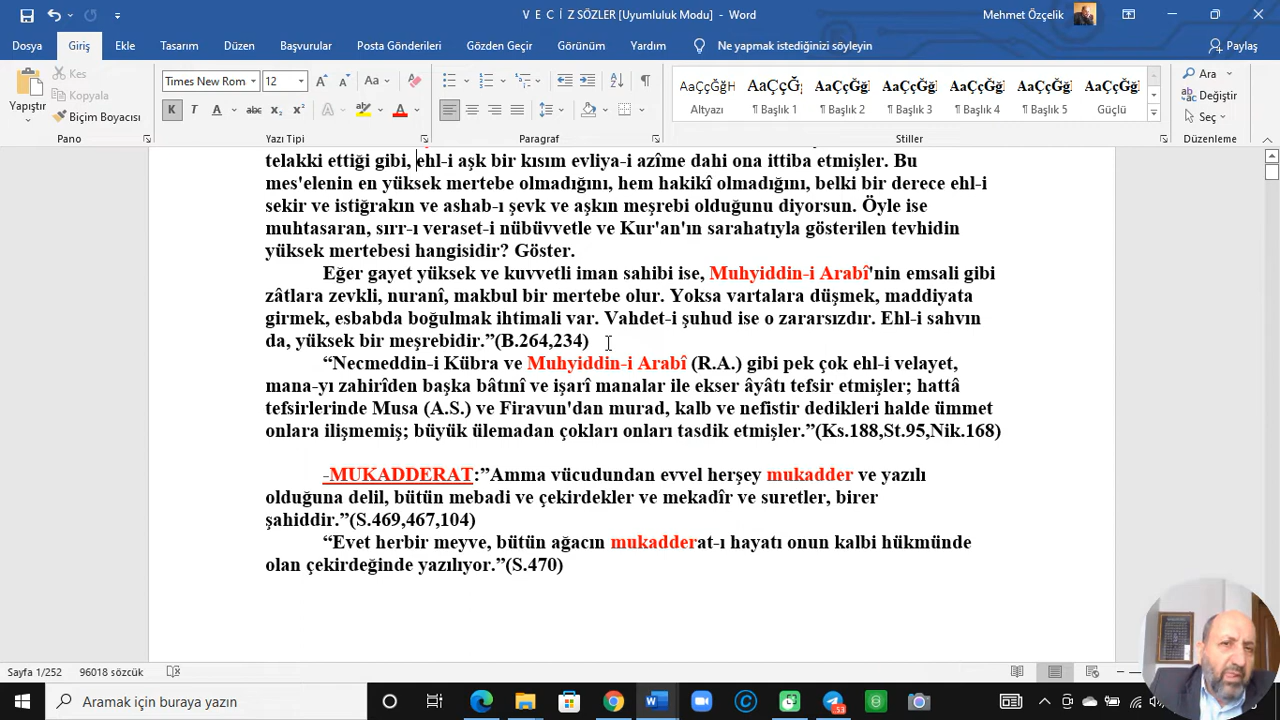 V E C İ Z SÖZLER [Uyumluluk Modu] - Word
Mehmet Özçelik
Dosya Giriş Ekle Tasarım Düzen Başvurular Posta Gönderileri Gözden Geçir Görünüm Yardım Ne yapmak istediğinizi söyleyin Paylaş
Yapıştır
Kes
Kopyala
Biçim Boyacısı
Times New Rom 12
K T A abc x₂ x² A A
AaÇçĞğH AaÇçĞ AaÇçĞği AaÇçĞği AaÇçĞği AaÇçĞği AaÇçĞği
Altyazı ¶ Başlık 1 ¶ Başlık 2 ¶ Başlık 3 ¶ Başlık 4 ¶ Başlık 5 Güçlü
Ara
Değiştir
Seç
Pano Yazı Tipi Paragraf Stiller
telakki ettiği gibi, ehl-i aşk bir kısım evliya-i azîme dahi ona ittiba etmişler. Bu
mes'elenin en yüksek mertebe olmadığını, hem hakikî olmadığını, belki bir derece ehl-i
sekir ve istiğrakın ve ashab-ı şevk ve aşkın meşrebi olduğunu diyorsun. Öyle ise
muhtasaran, sırr-ı veraset-i nübüvvetle ve Kur'an'ın sarahatıyla gösterilen tevhidin
yüksek mertebesi hangisidir? Göster.
Eğer gayet yüksek ve kuvvetli iman sahibi ise, Muhyiddin-i Arabî'nin emsali gibi
zâtlara zevkli, nuranî, makbul bir mertebe olur. Yoksa vartalara düşmek, maddiyata
girmek, esbabda boğulmak ihtimali var. Vahdet-i şuhud ise o zararsızdır. Ehl-i sahvın
da, yüksek bir meşrebidir.”(B.264,234)
“Necmeddin-i Kübra ve Muhyiddin-i Arabî (R.A.) gibi pek çok ehl-i velayet,
mana-yı zahirîden başka bâtınî ve işarî manalar ile ekser âyâtı tefsir etmişler; hattâ
tefsirlerinde Musa (A.S.) ve Firavun'dan murad, kalb ve nefistir dedikleri halde ümmet
onlara ilişmemiş; büyük ülemadan çokları onları tasdik etmişler.”(Ks.188,St.95,Nik.168)
-MUKADDERAT:”Amma vücudundan evvel herşey mukadder ve yazılı
olduğuna delil, bütün mebadi ve çekirdekler ve mekadîr ve suretler, birer
şahiddir.”(S.469,467,104)
“Evet herbir meyve, bütün ağacın mukadderat-ı hayatı onun kalbi hükmünde
olan çekirdeğinde yazılıyor.”(S.470)
Sayfa 1/252 96018 sözcük
Aramak için buraya yazın
53